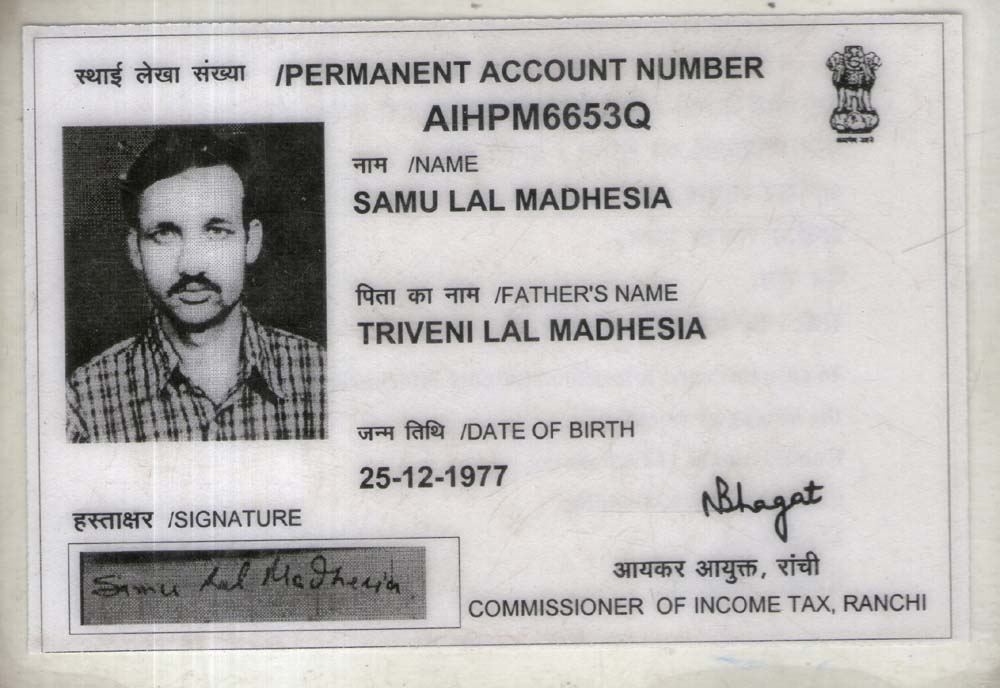 स्थाई लेखा संख्या /PERMANENT ACCOUNT NUMBER
AIHPM6653Q
नाम /NAME
SAMU LAL MADHESIA
पिता का नाम /FATHER'S NAME
TRIVENI LAL MADHESIA
जन्म तिथि /DATE OF BIRTH
25-12-1977
हस्ताक्षर /SIGNATURE
Samu Lal Madhesia
NBhagat
आयकर आयुक्त, रांची
COMMISSIONER OF INCOME TAX, RANCHI